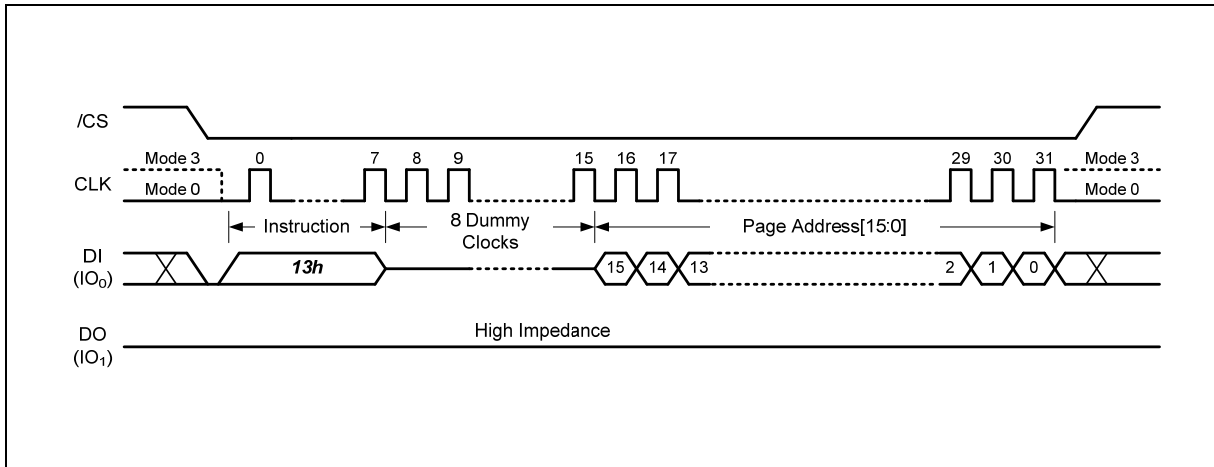 /CS
Mode 3 0 7 8 9 15 16 17 29 30 31 Mode 3
CLK
Mode 0 Mode 0
Instruction 8 Dummy Clocks Page Address[15:0]
DI (IO₀) 13h 15 14 13 2 1 0
High Impedance
DO
(IO₁)